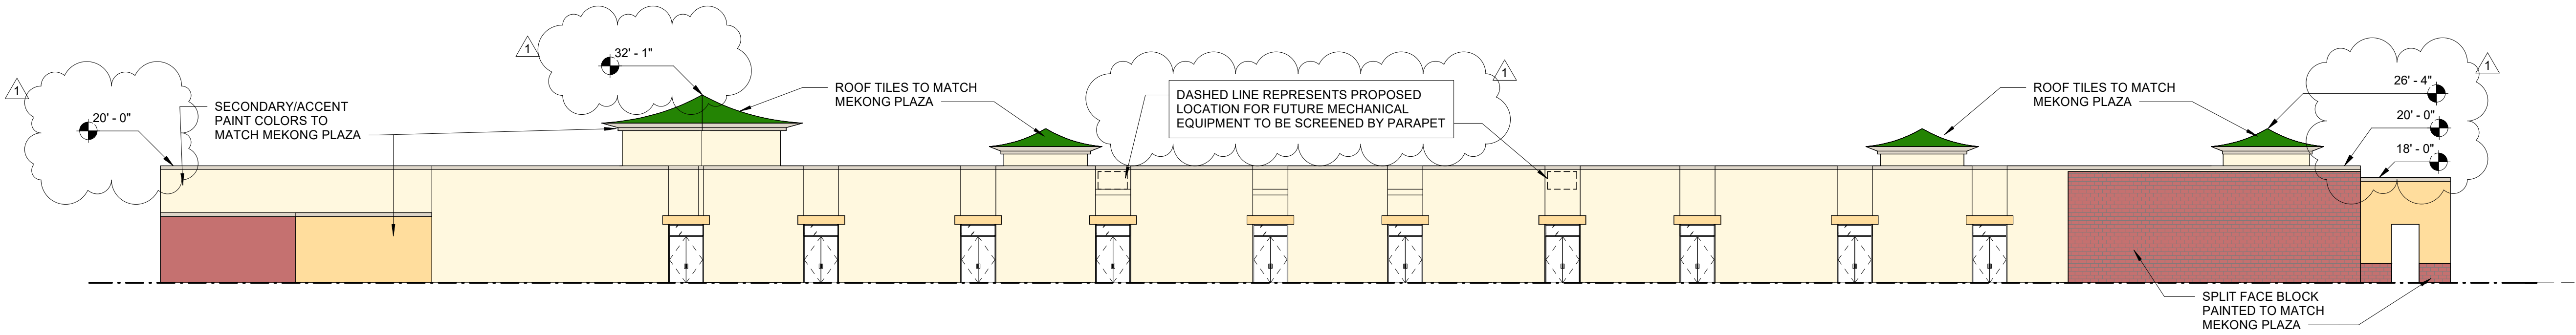 1
20' - 0"
SECONDARY/ACCENT
PAINT COLORS TO
MATCH MEKONG PLAZA
1
32' - 1"
ROOF TILES TO MATCH
MEKONG PLAZA
DASHED LINE REPRESENTS PROPOSED
LOCATION FOR FUTURE MECHANICAL
EQUIPMENT TO BE SCREENED BY PARAPET
1
ROOF TILES TO MATCH
MEKONG PLAZA
1
26' - 4"
20' - 0"
18' - 0"
SPLIT FACE BLOCK
PAINTED TO MATCH
MEKONG PLAZA